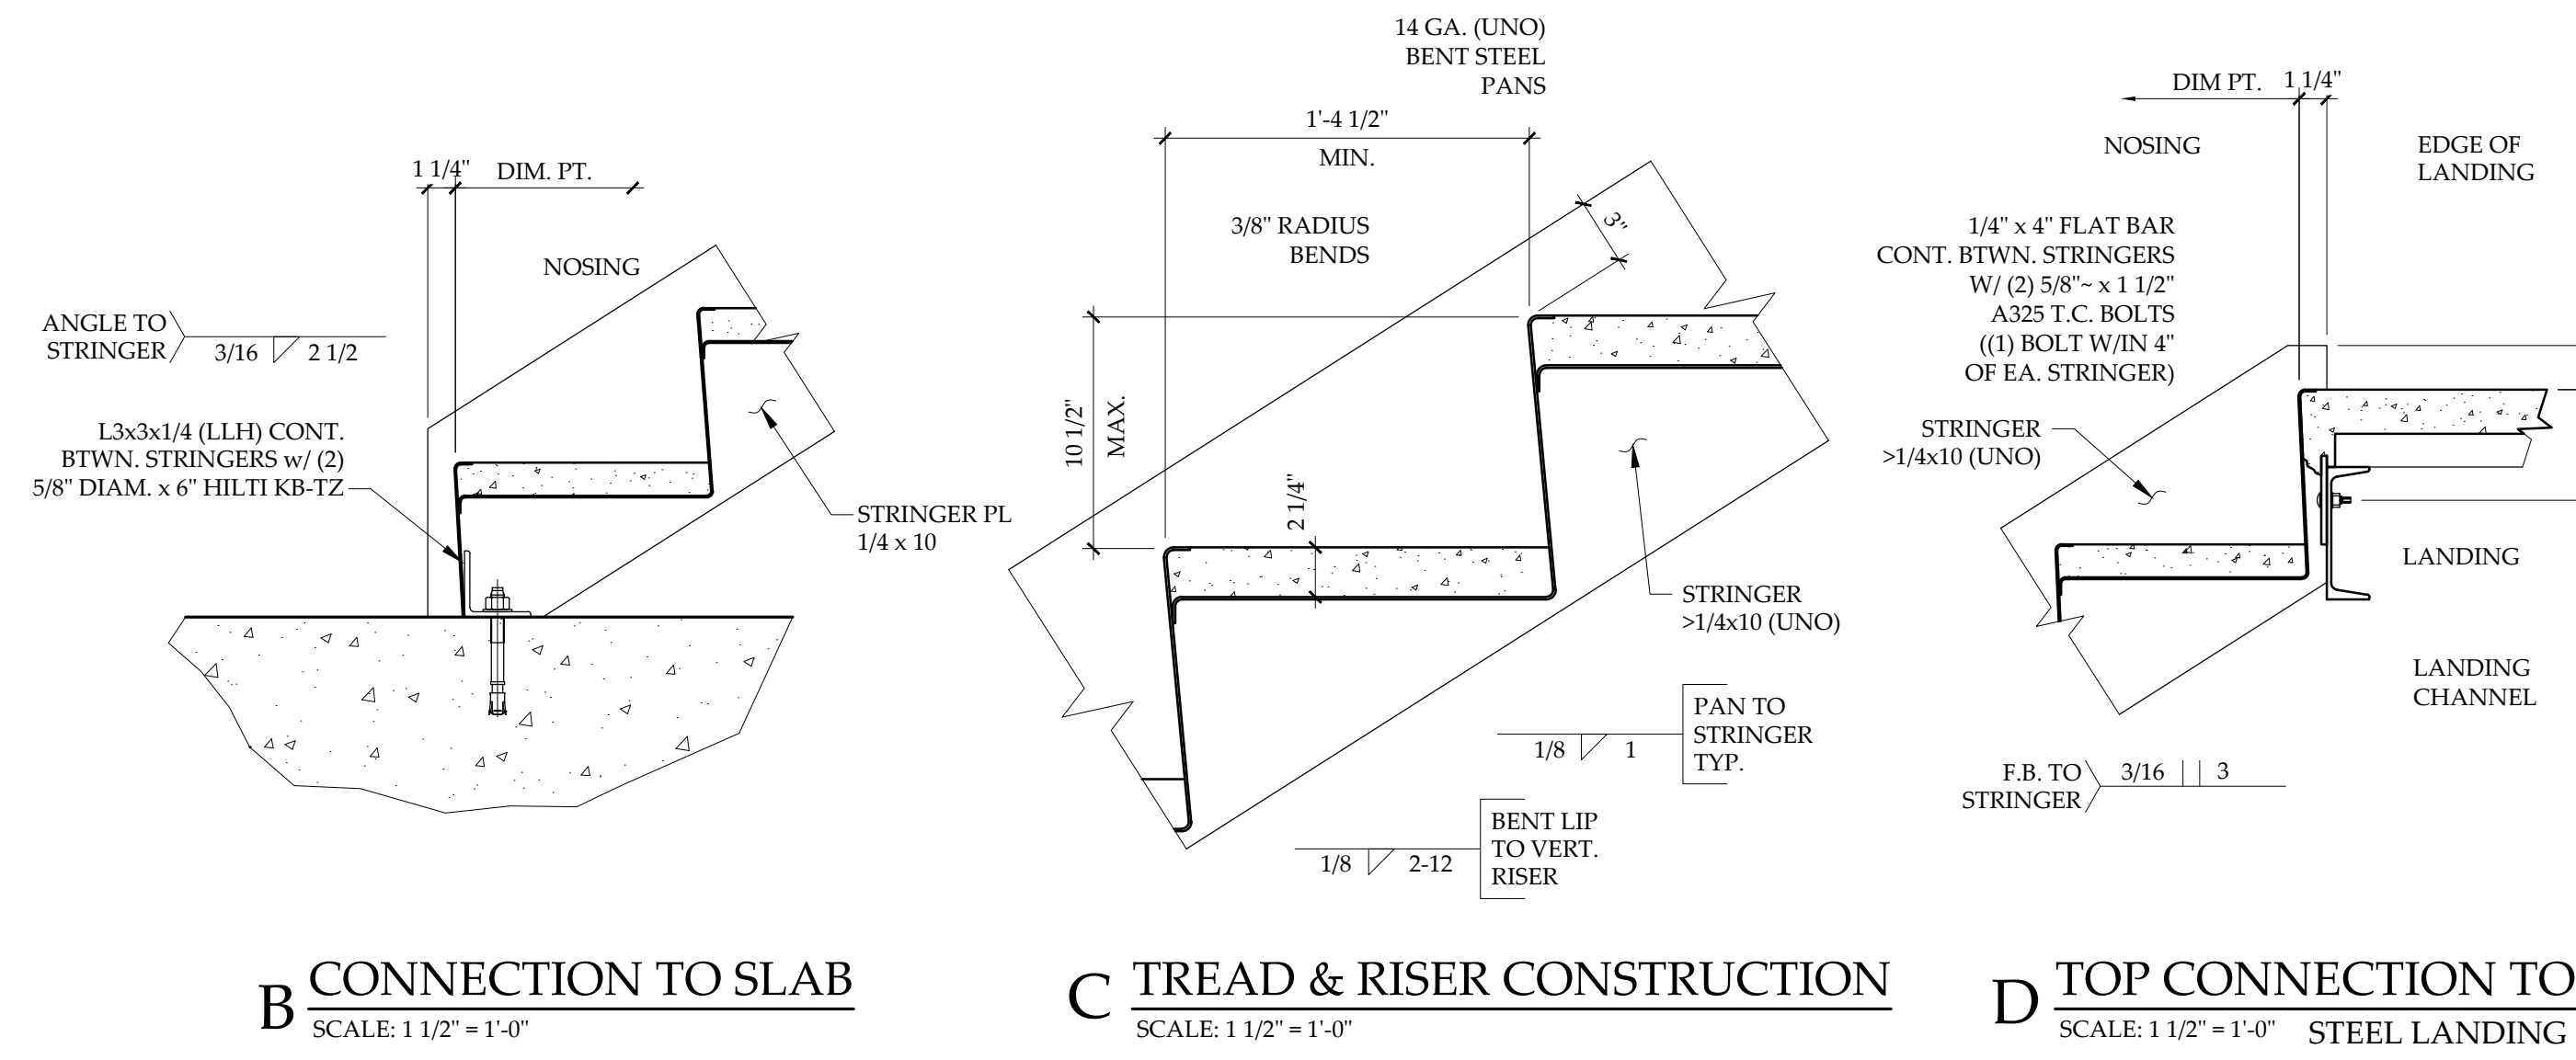 1 1/4" DIM. PT.
NOSING
ANGLE TO
STRINGER
3/16 2 1/2
L3x3x1/4 (LLH) CONT.
BTWN. STRINGERS w/ (2)
5/8" DIAM. x 6" HILTI KB-TZ
STRINGER PL
1/4 x 10
B CONNECTION TO SLAB
SCALE: 1 1/2" = 1'-0"
14 GA. (UNO)
BENT STEEL
PANS
1'-4 1/2"
MIN.
3/8" RADIUS
BENDS
3"
10 1/2"
MAX.
2 1/4"
STRINGER
>1/4x10 (UNO)
PAN TO
STRINGER
TYP.
1/8 1
BENT LIP
TO VERT.
RISER
1/8 2-12
C TREAD & RISER CONSTRUCTION
SCALE: 1 1/2" = 1'-0"
DIM PT. 1 1/4"
NOSING
EDGE OF
LANDING
1/4" x 4" FLAT BAR
CONT. BTWN. STRINGERS
W/ (2) 5/8"~ x 1 1/2"
A325 T.C. BOLTS
((1) BOLT W/IN 4"
OF EA. STRINGER)
STRINGER
>1/4x10 (UNO)
LANDING
LANDING
CHANNEL
F.B. TO
STRINGER
3/16 3
D TOP CONNECTION TO
SCALE: 1 1/2" = 1'-0" STEEL LANDING